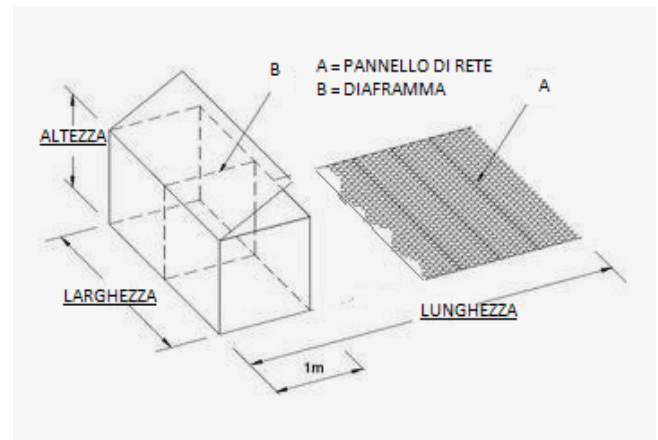 B
A = PANNELLO DI RETE
B = DIAFRAMMA
A
ALTEZZA
LARGHEZZA
LUNGHEZZA
1m